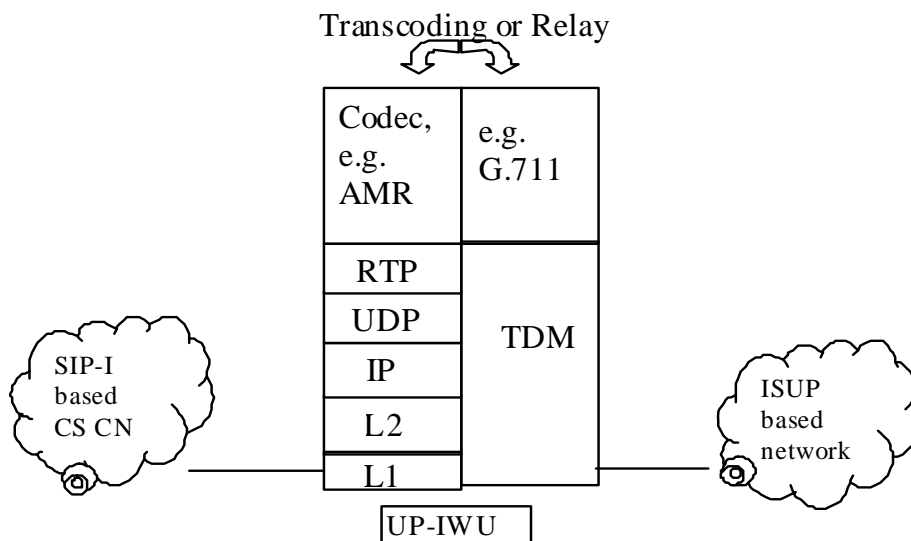 Transcoding or Relay
Codec,
e.g.
AMR
e.g.
G.711
RTP
UDP
IP
L2
L1
TDM
SIP-I
based
CS CN
ISUP
based
network
UP-IWU